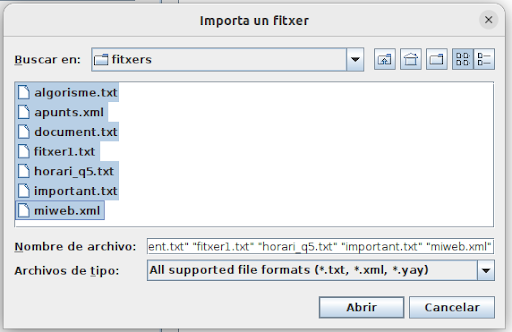 Importa un fitxer
Buscar en: fitxers
algorisme.txt
apunts.xml
document.txt
fitxer1.txt
horari_q5.txt
important.txt
miweb.xml
Nombre de archivo: ent.txt" "fitxer1.txt" "horari_q5.txt" "important.txt" "miweb.xml"
Archivos de tipo: All supported file formats (*.txt, *.xml, *.yay)
Abrir Cancelar